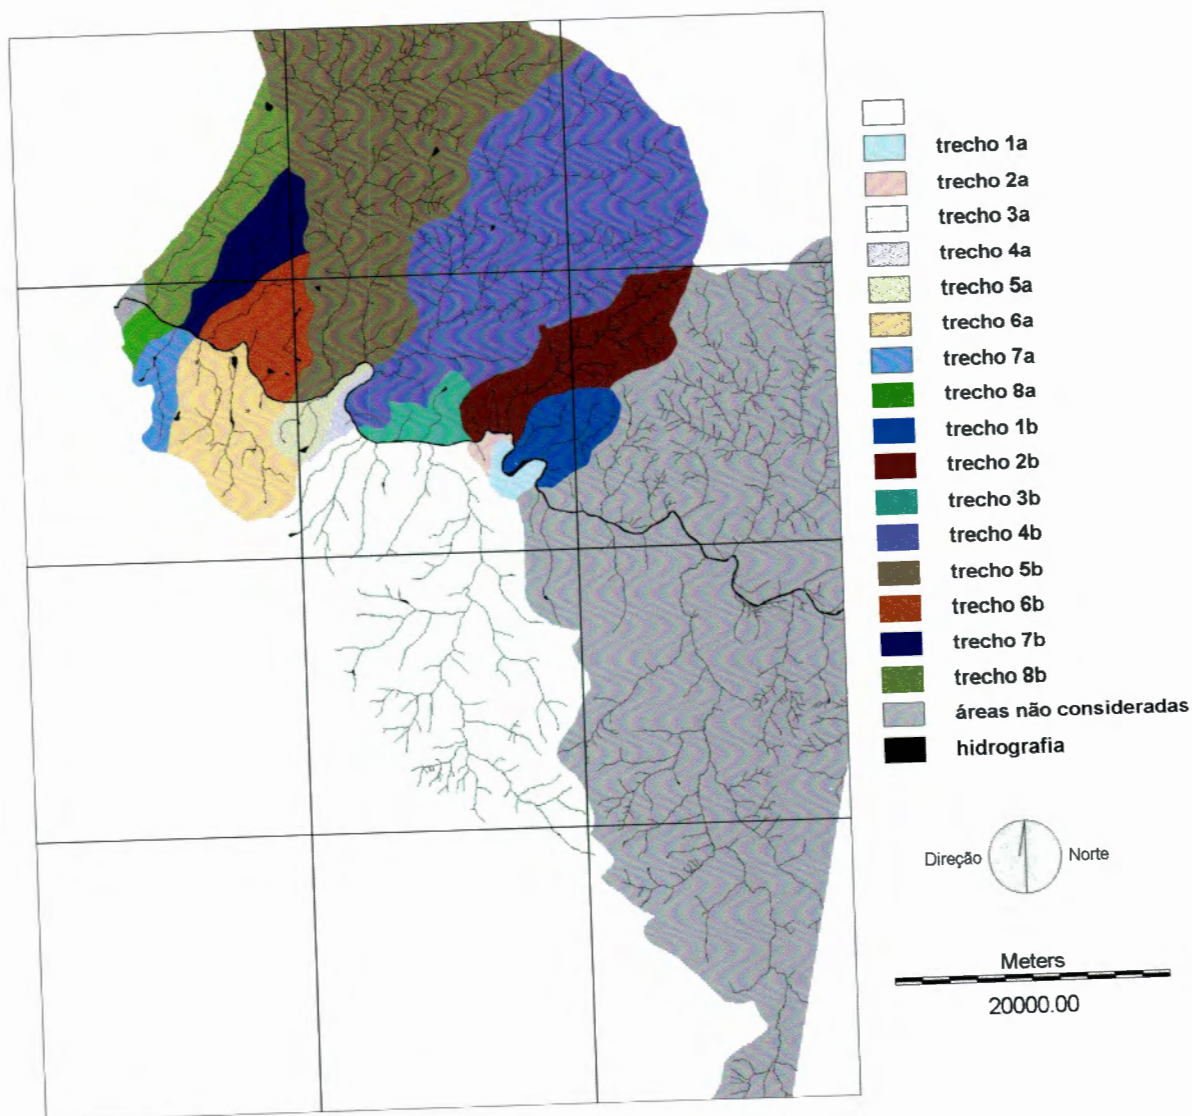 trecho 1a
trecho 2a
trecho 3a
trecho 4a
trecho 5a
trecho 6a
trecho 7a
trecho 8a
trecho 1b
trecho 2b
trecho 3b
trecho 4b
trecho 5b
trecho 6b
trecho 7b
trecho 8b
áreas não consideradas
hidrografia
Direção Norte
Meters
20000.00